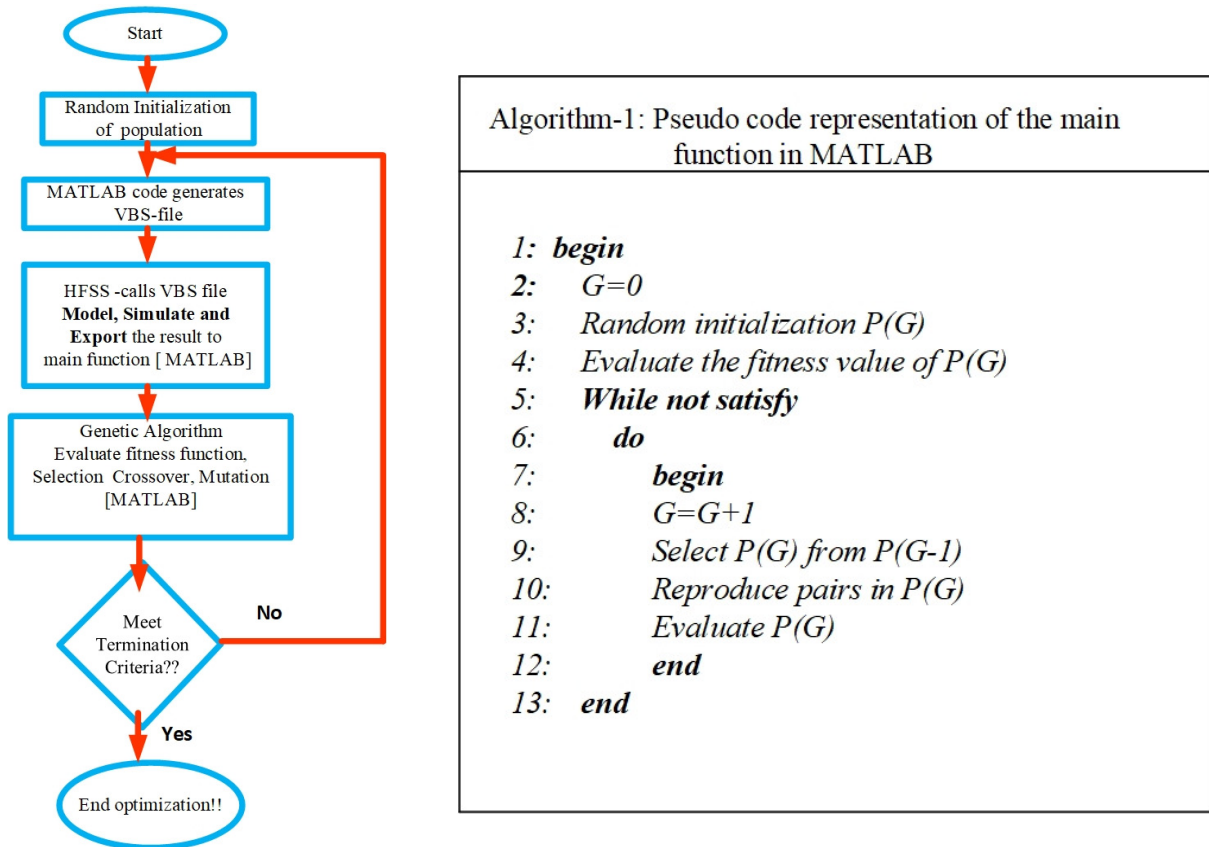 Start
Random Initialization
of population
MATLAB code generates
VBS-file
HFSS -calls VBS file
Model, Simulate and
Export the result to
main function [ MATLAB]
Genetic Algorithm
Evaluate fitness function,
Selection Crossover, Mutation
[MATLAB]
Meet
Termination
Criteria??
No
Yes
End optimization!!
Algorithm-1: Pseudo code representation of the main
function in MATLAB
1: begin
2: G=0
3: Random initialization P(G)
4: Evaluate the fitness value of P(G)
5: While not satisfy
6: do
7: begin
8: G=G+1
9: Select P(G) from P(G-1)
10: Reproduce pairs in P(G)
11: Evaluate P(G)
12: end
13: end